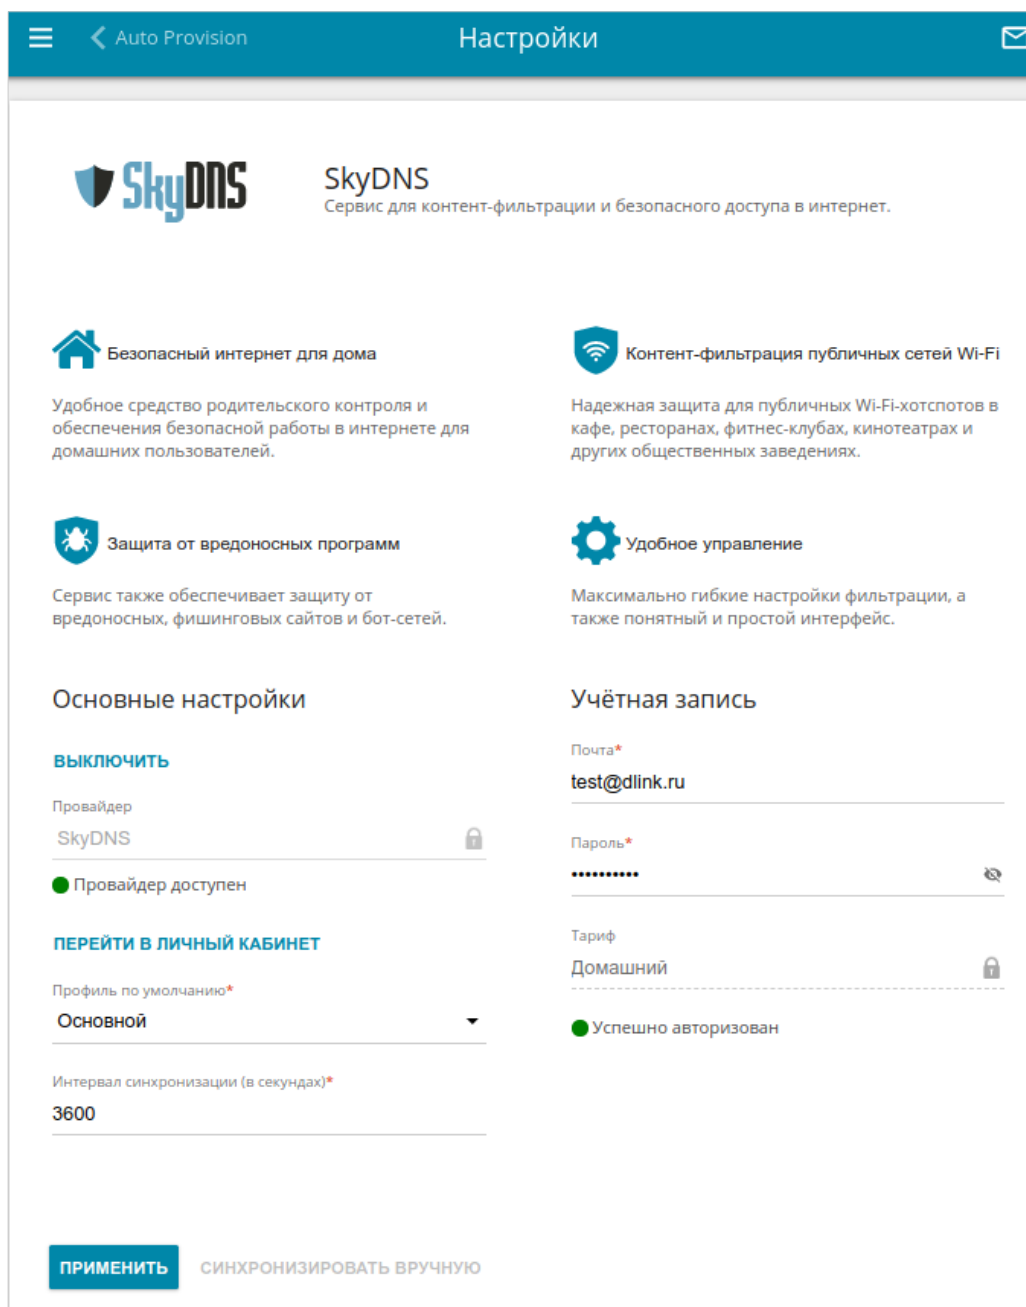 Auto Provision
Настройки
SkyDNS
SkyDNS
Сервис для контент-фильтрации и безопасного доступа в интернет.
Безопасный интернет для дома
Удобное средство родительского контроля и
обеспечения безопасной работы в интернете для
домашних пользователей.
Контент-фильтрация публичных сетей Wi-Fi
Надежная защита для публичных Wi-Fi-хотспотов в
кафе, ресторанах, фитнес-клубах, кинотеатрах и
других общественных заведениях.
Защита от вредоносных программ
Сервис также обеспечивает защиту от
вредоносных, фишинговых сайтов и бот-сетей.
Удобное управление
Максимально гибкие настройки фильтрации, а
также понятный и простой интерфейс.
Основные настройки
ВЫКЛЮЧИТЬ
Провайдер
SkyDNS
Провайдер доступен
ПЕРЕЙТИ В ЛИЧНЫЙ КАБИНЕТ
Профиль по умолчанию*
Основной
Интервал синхронизации (в секундах)*
3600
Учётная запись
Почта*
test@dlink.ru
Пароль*
••••••••••
Тариф
Домашний
Успешно авторизован
ПРИМЕНИТЬ
СИНХРОНИЗИРОВАТЬ ВРУЧНУЮ